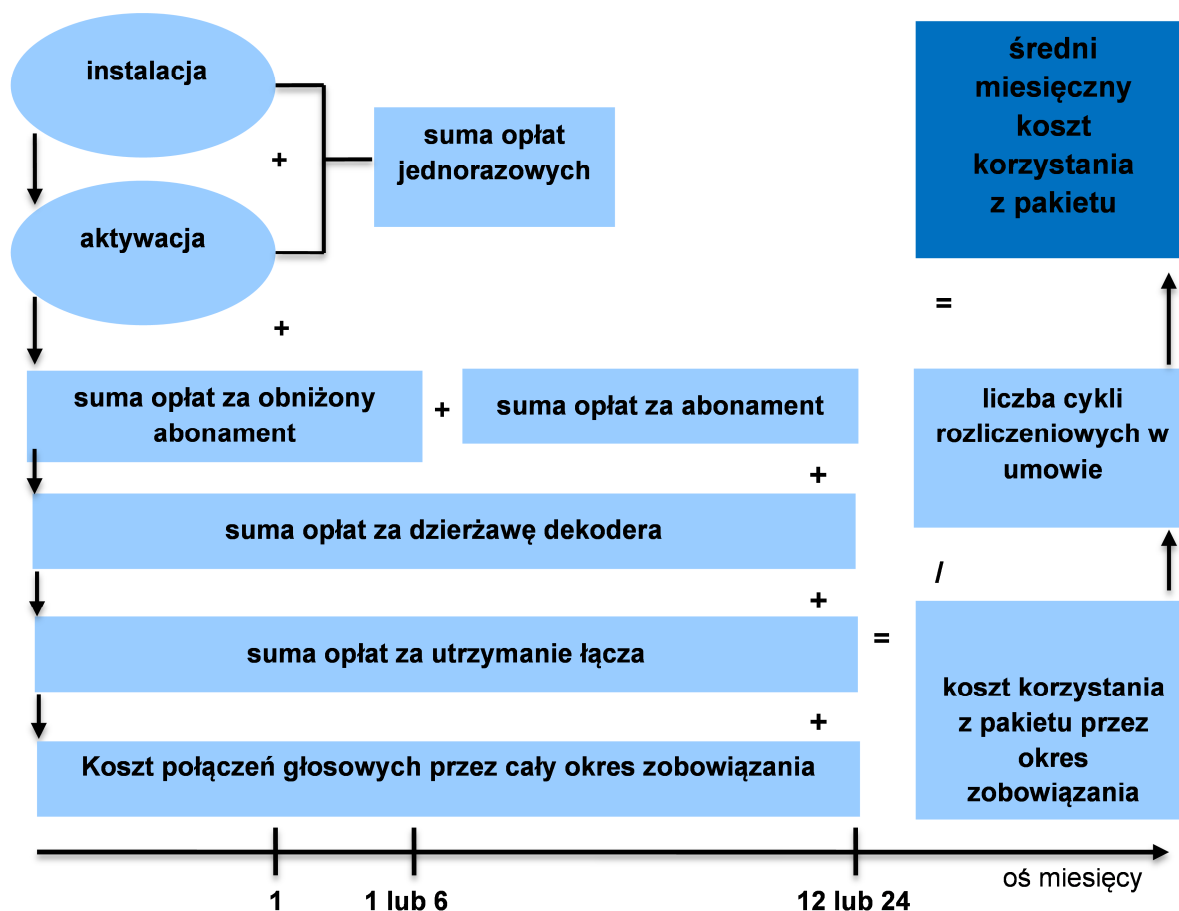 instalacja
+
suma opłat
jednorazowych
aktywacja
+
suma opłat za obniżony
abonament
+
suma opłat za abonament
+
suma opłat za dzierżawę dekodera
+
suma opłat za utrzymanie łącza
+
Koszt połączeń głosowych przez cały okres zobowiązania
=
średni
miesięczny
koszt
korzystania
z pakietu
=
liczba cykli
rozliczeniowych w
umowie
/
koszt korzystania
z pakietu przez
okres
zobowiązania
oś miesięcy
1
1 lub 6
12 lub 24